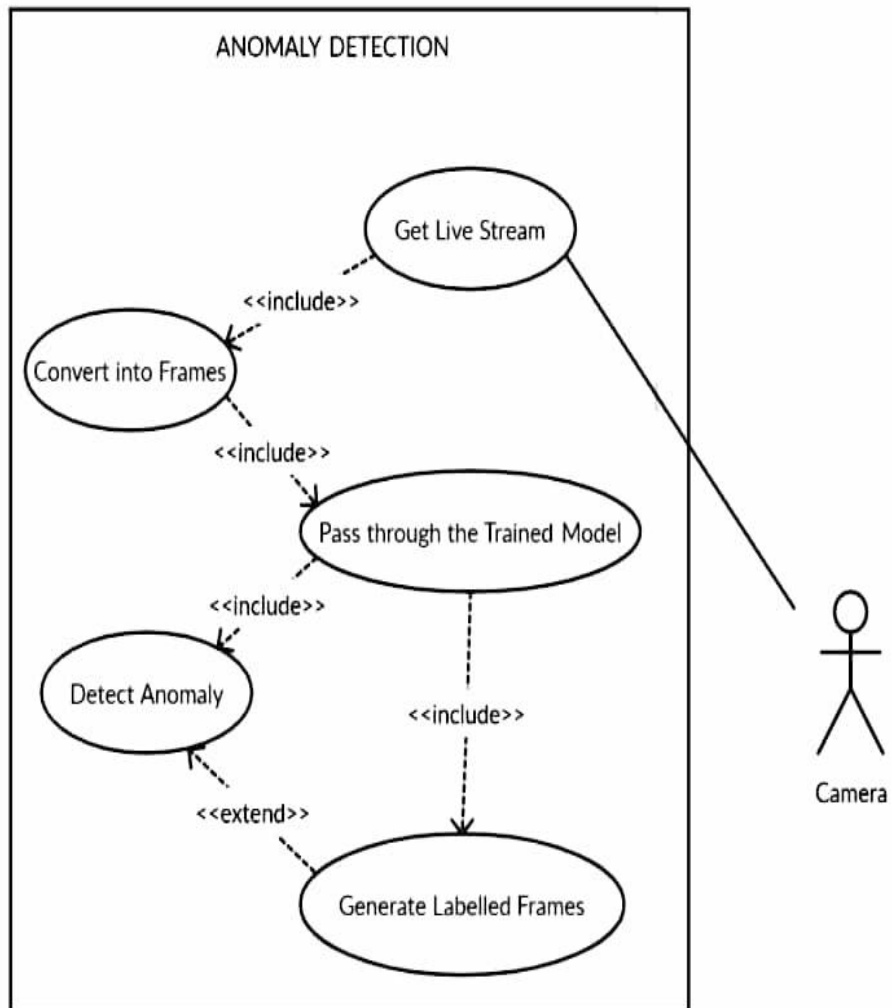 ANOMALY DETECTION
Get Live Stream
<<include>>
Convert into Frames
<<include>>
Pass through the Trained Model
<<include>>
Detect Anomaly
<<include>>
Camera
<<extend>>
Generate Labelled Frames